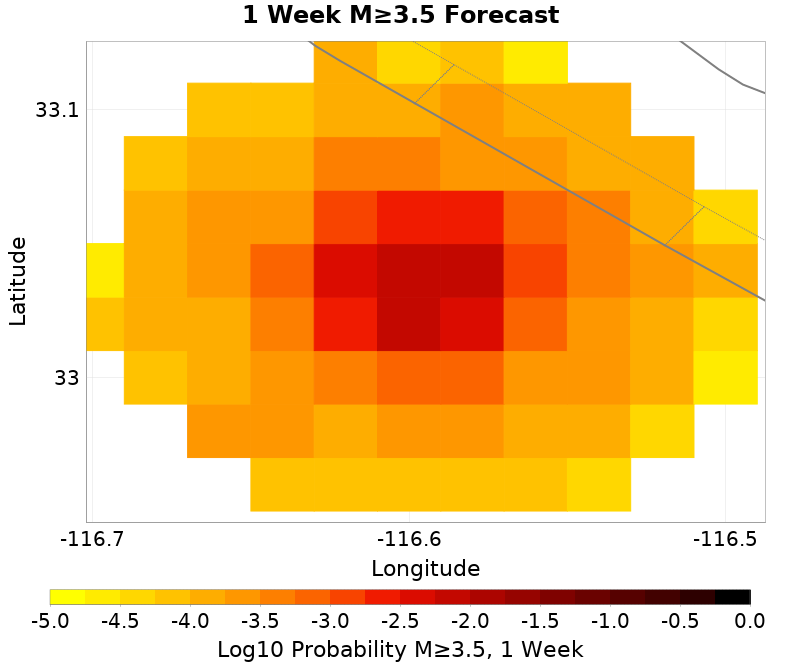 1 Week M≥3.5 Forecast
33.1
33
Latitude
-116.7 -116.6 -116.5
Longitude
-5.0 -4.5 -4.0 -3.5 -3.0 -2.5 -2.0 -1.5 -1.0 -0.5 0.0
Log10 Probability M≥3.5, 1 Week